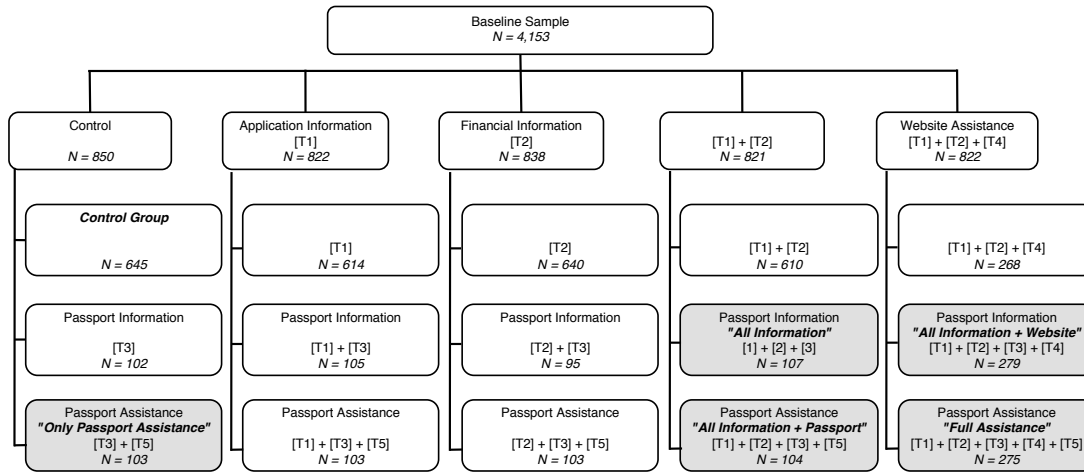 Baseline Sample
N = 4,153
Control
N = 850
Application Information
[T1]
N = 822
Financial Information
[T2]
N = 838
[T1] + [T2]
N = 821
Website Assistance
[T1] + [T2] + [T4]
N = 822
Control Group
N = 645
[T1]
N = 614
[T2]
N = 640
[T1] + [T2]
N = 610
[T1] + [T2] + [T4]
N = 268
Passport Information
[T3]
N = 102
Passport Information
[T1] + [T3]
N = 105
Passport Information
[T2] + [T3]
N = 95
Passport Information
"All Information"
[1] + [2] + [3]
N = 107
Passport Information
"All Information + Website"
[T1] + [T2] + [T3] + [T4]
N = 279
Passport Assistance
"Only Passport Assistance"
[T3] + [T5]
N = 103
Passport Assistance
[T1] + [T3] + [T5]
N = 103
Passport Assistance
[T2] + [T3] + [T5]
N = 103
Passport Assistance
"All Information + Passport"
[T1] + [T2] + [T3] + [T5]
N = 104
Passport Assistance
"Full Assistance"
[T1] + [T2] + [T3] + [T4] + [T5]
N = 275